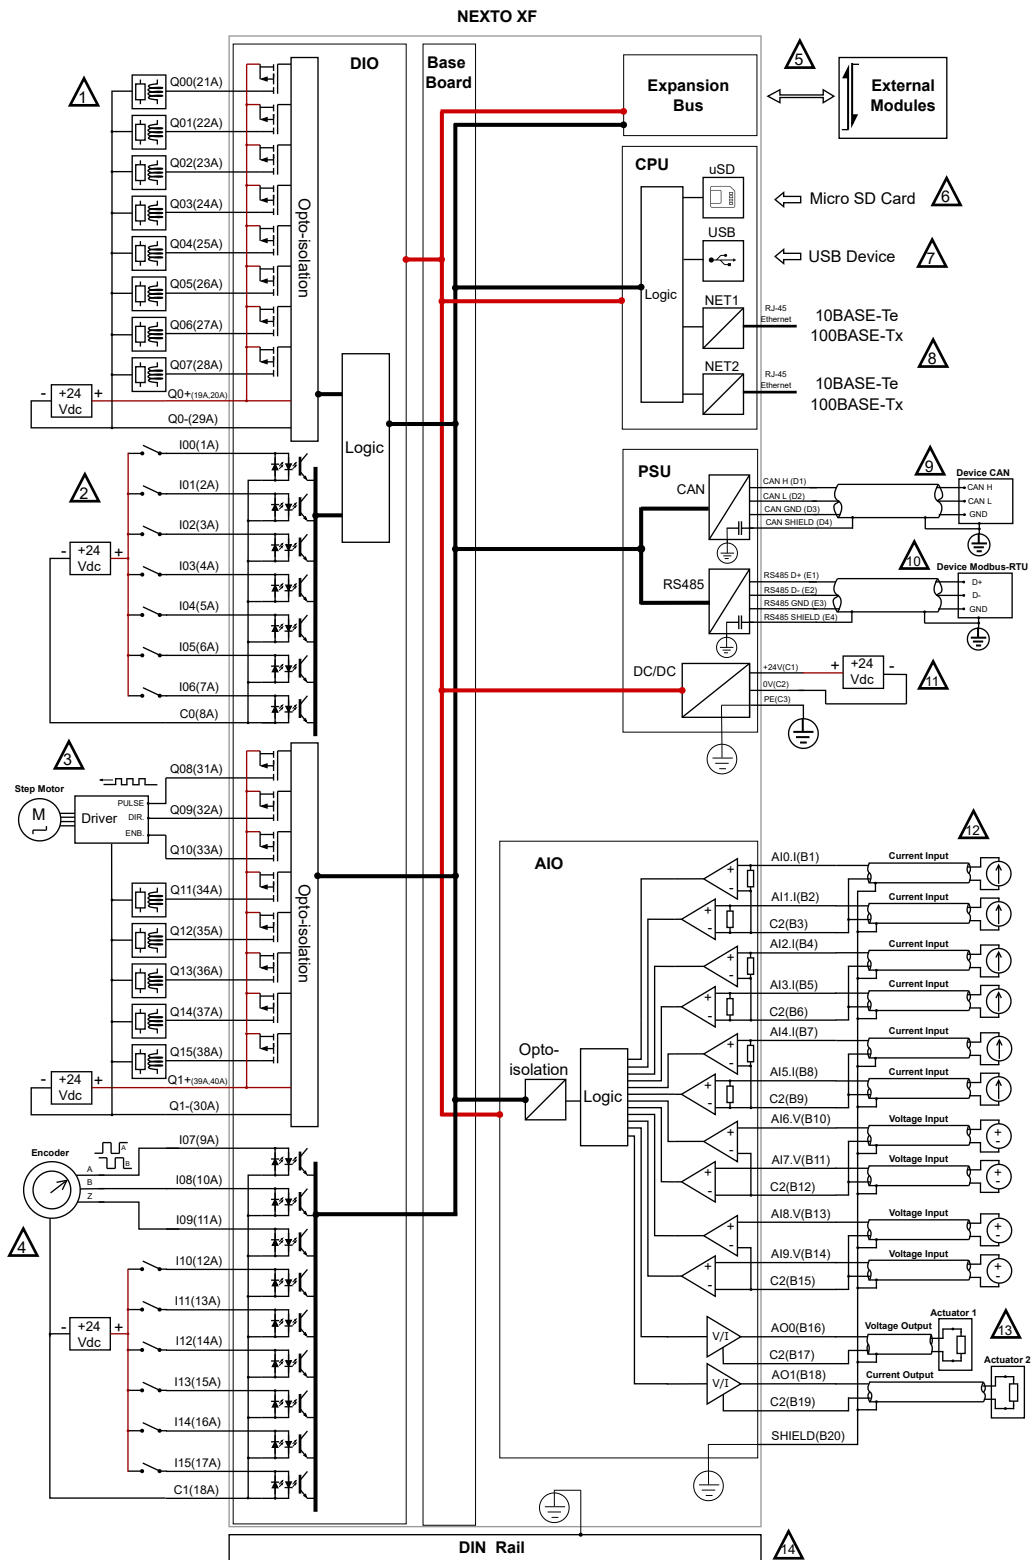 NEXTO XF
DIO
Base
Board
Expansion
Bus
External
Modules
5
1
Q00(21A)
Q01(22A)
Q02(23A)
Q03(24A)
Q04(25A)
Q05(26A)
Q06(27A)
Q07(28A)
Q0+(19A,20A)
Q0-(29A)
- +24 Vdc +
Opto-isolation
Logic
CPU
Logic
uSD
Micro SD Card
6
USB
USB Device
7
NET1
RJ-45
Ethernet
10BASE-Te
100BASE-Tx
8
NET2
RJ-45
Ethernet
10BASE-Te
100BASE-Tx
2
I00(1A)
I01(2A)
I02(3A)
I03(4A)
I04(5A)
I05(6A)
I06(7A)
C0(8A)
- +24 Vdc +
PSU
CAN
CAN H (D1)
CAN L (D2)
CAN GND (D3)
CAN SHIELD (D4)
9
Device CAN
CAN H
CAN L
GND
RS485
RS485 D+ (E1)
RS485 D- (E2)
RS485 GND (E3)
RS485 SHIELD (E4)
10
Device Modbus-RTU
D+
D-
GND
DC/DC
+24V(C1)
0V(C2)
PE(C3)
+ +24 Vdc -
11
3
Step Motor
M
Driver
PULSE
DIR.
ENB.
Q08(31A)
Q09(32A)
Q10(33A)
Q11(34A)
Q12(35A)
Q13(36A)
Q14(37A)
Q15(38A)
Q1+(39A,40A)
Q1-(30A)
- +24 Vdc +
Opto-isolation
4
Encoder
A
B
A
B
Z
I07(9A)
I08(10A)
I09(11A)
I10(12A)
I11(13A)
I12(14A)
I13(15A)
I14(16A)
I15(17A)
C1(18A)
- +24 Vdc +
AIO
Opto-
isolation
Logic
12
+
-
AI0.I(B1)
Current Input
+
-
AI1.I(B2)
Current Input
C2(B3)
+
-
AI2.I(B4)
Current Input
+
-
AI3.I(B5)
Current Input
C2(B6)
+
-
AI4.I(B7)
Current Input
+
-
AI5.I(B8)
Current Input
C2(B9)
+
-
AI6.V(B10)
Voltage Input
+
-
+
-
AI7.V(B11)
Voltage Input
+
-
C2(B12)
+
-
AI8.V(B13)
Voltage Input
+
-
+
-
AI9.V(B14)
Voltage Input
+
-
C2(B15)
V/I
AO0(B16)
Voltage Output
Actuator 1
13
C2(B17)
V/I
AO1(B18)
Current Output
Actuator 2
C2(B19)
SHIELD(B20)
DIN Rail
14